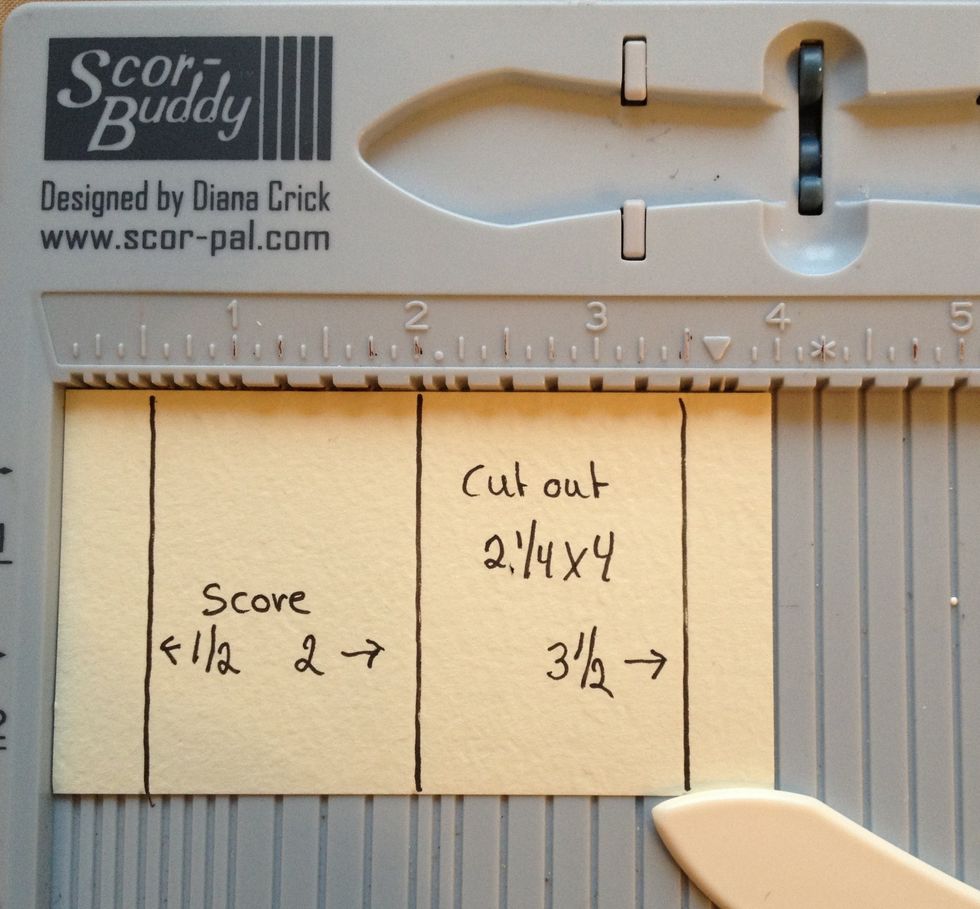 Scor-
Buddy
Designed by Diana Crick
www.scor-pal.com
1 2 3 4 5
Cut out
2.1/4 x 4
Score
← 1/2 2 →
3 1/2 →